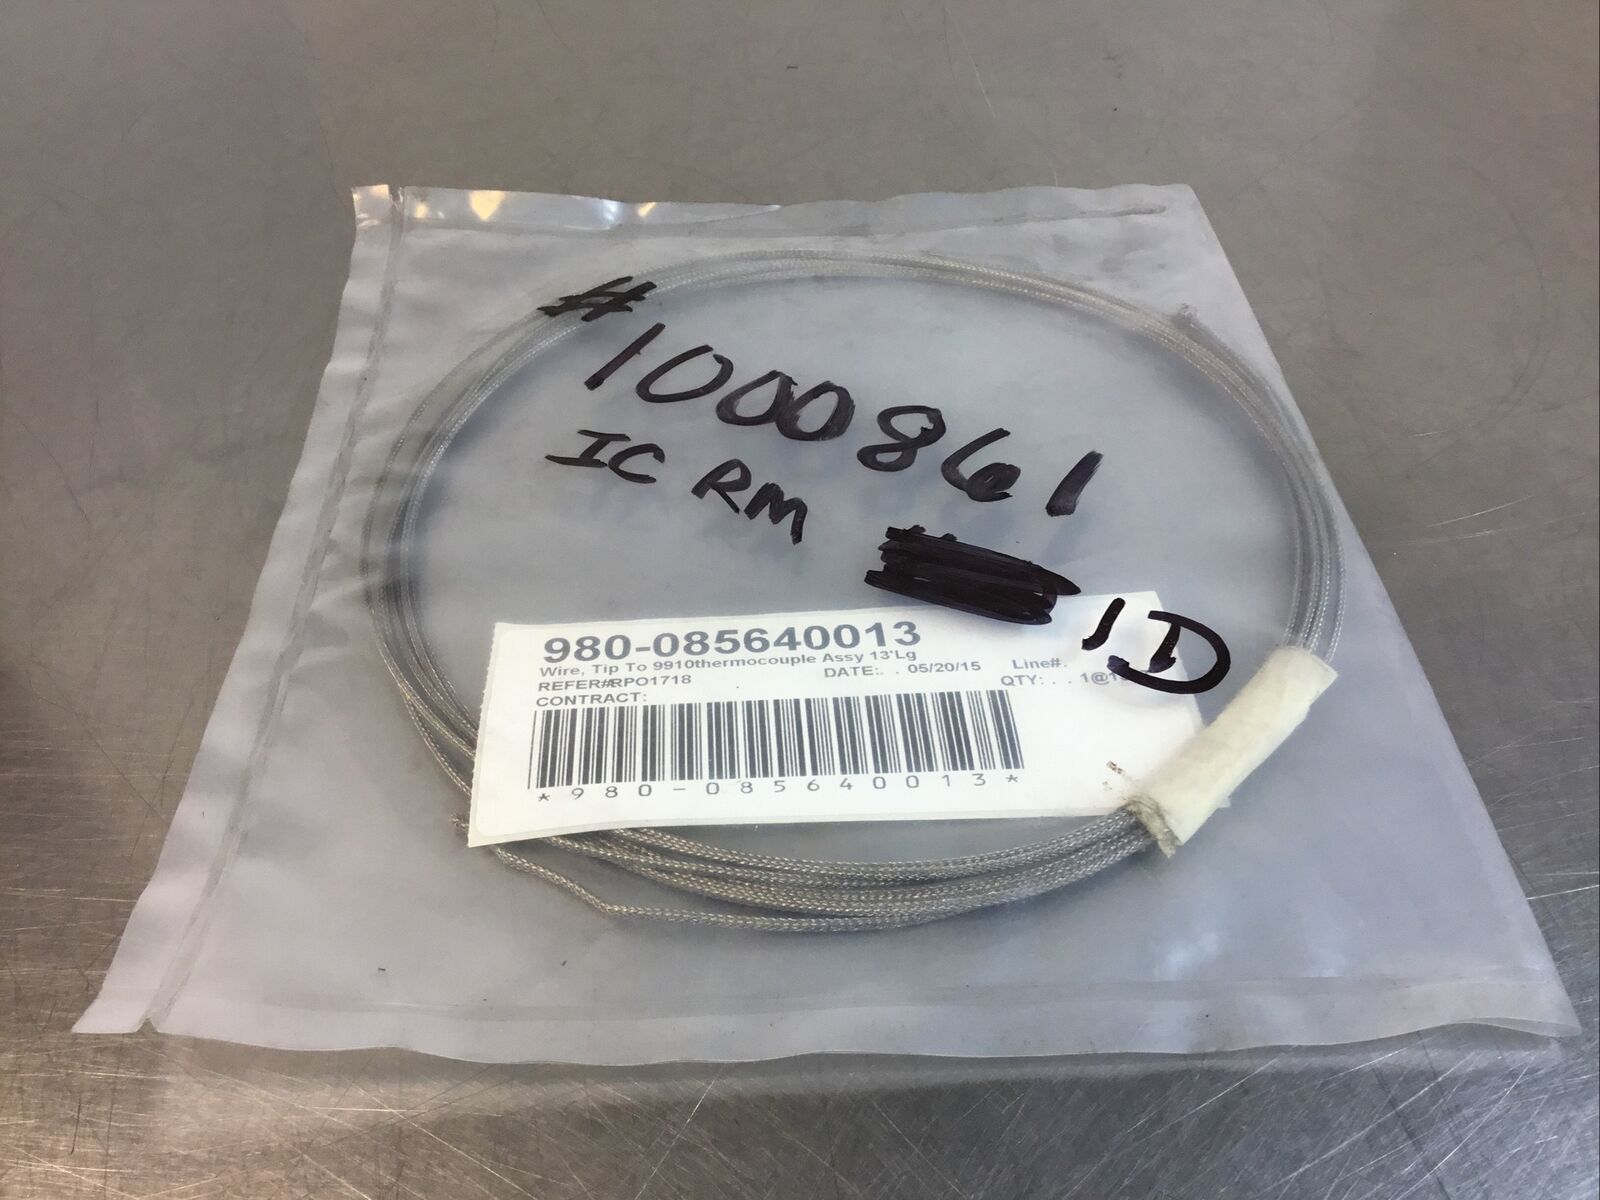 #1000861
IC RM
1D
980-085640013
Wire, Tip To 9910thermocouple Assy 13'Lg
REFER#RPO1718 DATE:. . 05/20/15 Line#.
CONTRACT: QTY: . . 1@1
*980-085640013*